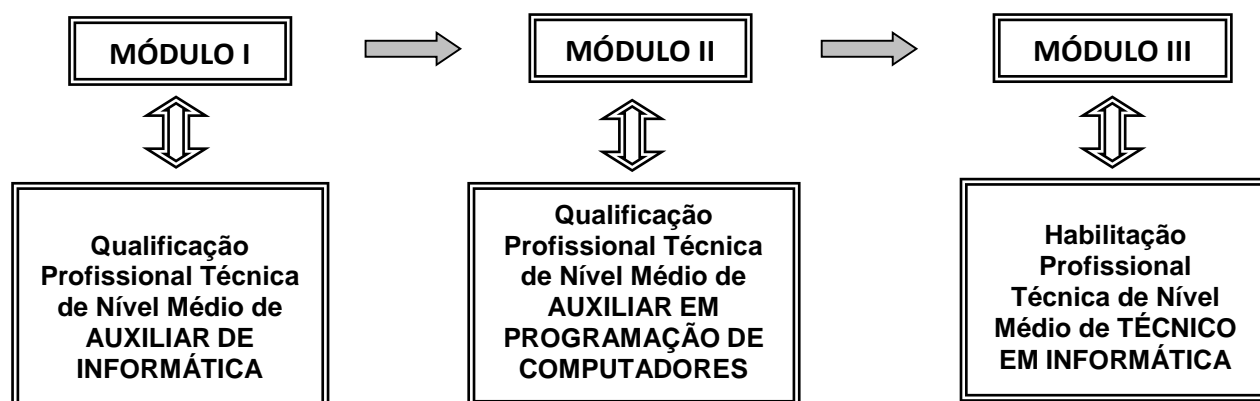 MÓDULO I
MÓDULO II
MÓDULO III
Qualificação
Profissional Técnica
de Nível Médio de
AUXILIAR DE
INFORMÁTICA
Qualificação
Profissional Técnica
de Nível Médio de
AUXILIAR EM
PROGRAMAÇÃO DE
COMPUTADORES
Habilitação
Profissional
Técnica de Nível
Médio de TÉCNICO
EM INFORMÁTICA